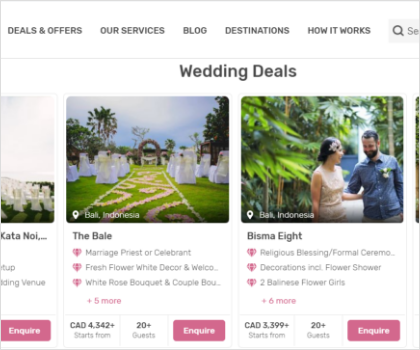 DEALS & OFFERS OUR SERVICES BLOG DESTINATIONS HOW IT WORKS Se
Wedding Deals
Bali, Indonesia
Bali, Indonesia
Kata Noi,...
etup
dding Venue
Enquire
The Bale
Marriage Priest or Celebrant
Fresh Flower White Decor & Welco...
White Rose Bouquet & Couple Bou...
+ 5 more
CAD 4,342+
Starts from
20+
Guests
Enquire
Bisma Eight
Religious Blessing/Formal Ceremo...
Decorations incl. Flower Shower
2 Balinese Flower Girls
+ 6 more
CAD 3,399+
Starts from
20+
Guests
Enquire